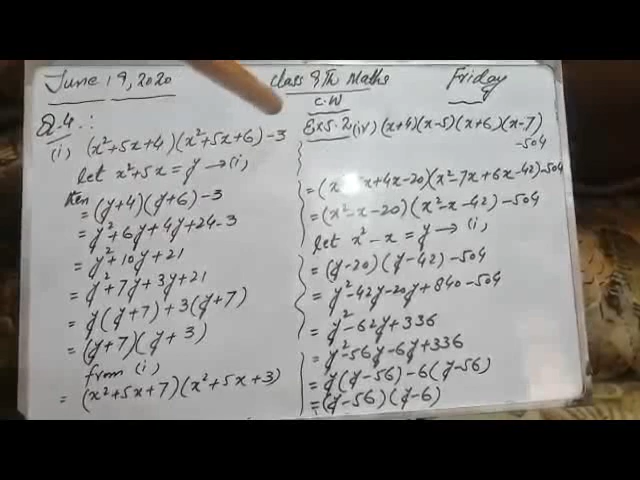 June 19, 2020 Class 9th Maths Friday
C.W
Q.4 :
(i) (x²+5x+4)(x²+5x+6)-3
let x²+5x = y → (i)
then
= (y+4)(y+6)-3
= y²+6y+4y+24-3
= y²+10y+21
= y²+7y+3y+21
= y(y+7)+3(y+7)
= (y+7)(y+3)
from (i)
= (x²+5x+7)(x²+5x+3)
Ex 5.2 (iv) (x+4)(x-5)(x+6)(x-7)
-504
= (x² x+4x-20)(x²-7x+6x-42)-504
= (x²-x-20)(x²-x-42)-504
let x²-x = y → (i)
= (y-20)(y-42)-504
= y²-42y-20y+840-504
= y²-62y+336
= y²-56y-6y+336
= y(y-56)-6(y-56)
= (y-56)(y-6)